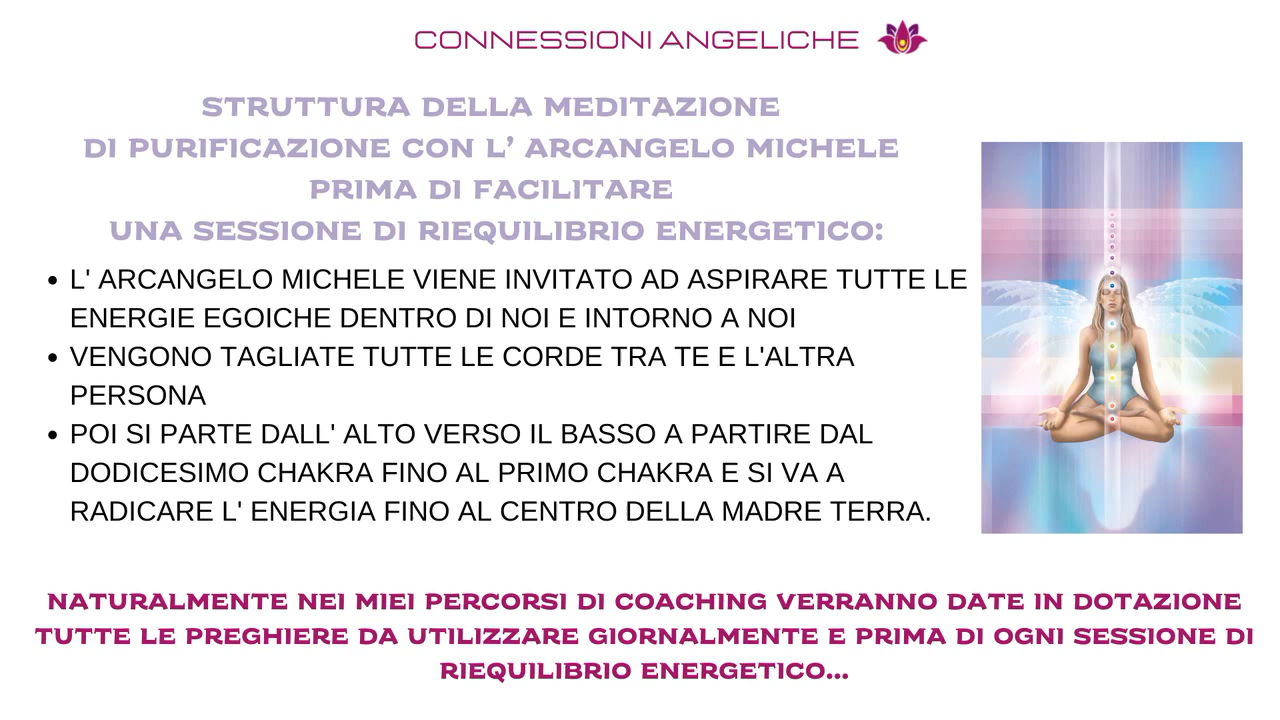 CONNESSIONI ANGELICHE
STRUTTURA DELLA MEDITAZIONE
DI PURIFICAZIONE CON L’ ARCANGELO MICHELE
PRIMA DI FACILITARE
UNA SESSIONE DI RIEQUILIBRIO ENERGETICO:
• L' ARCANGELO MICHELE VIENE INVITATO AD ASPIRARE TUTTE LE
ENERGIE EGOICHE DENTRO DI NOI E INTORNO A NOI
• VENGONO TAGLIATE TUTTE LE CORDE TRA TE E L'ALTRA
PERSONA
• POI SI PARTE DALL' ALTO VERSO IL BASSO A PARTIRE DAL
DODICESIMO CHAKRA FINO AL PRIMO CHAKRA E SI VA A
RADICARE L' ENERGIA FINO AL CENTRO DELLA MADRE TERRA.
NATURALMENTE NEI MIEI PERCORSI DI COACHING VERRANNO DATE IN DOTAZIONE
TUTTE LE PREGHIERE DA UTILIZZARE GIORNALMENTE E PRIMA DI OGNI SESSIONE DI
RIEQUILIBRIO ENERGETICO...